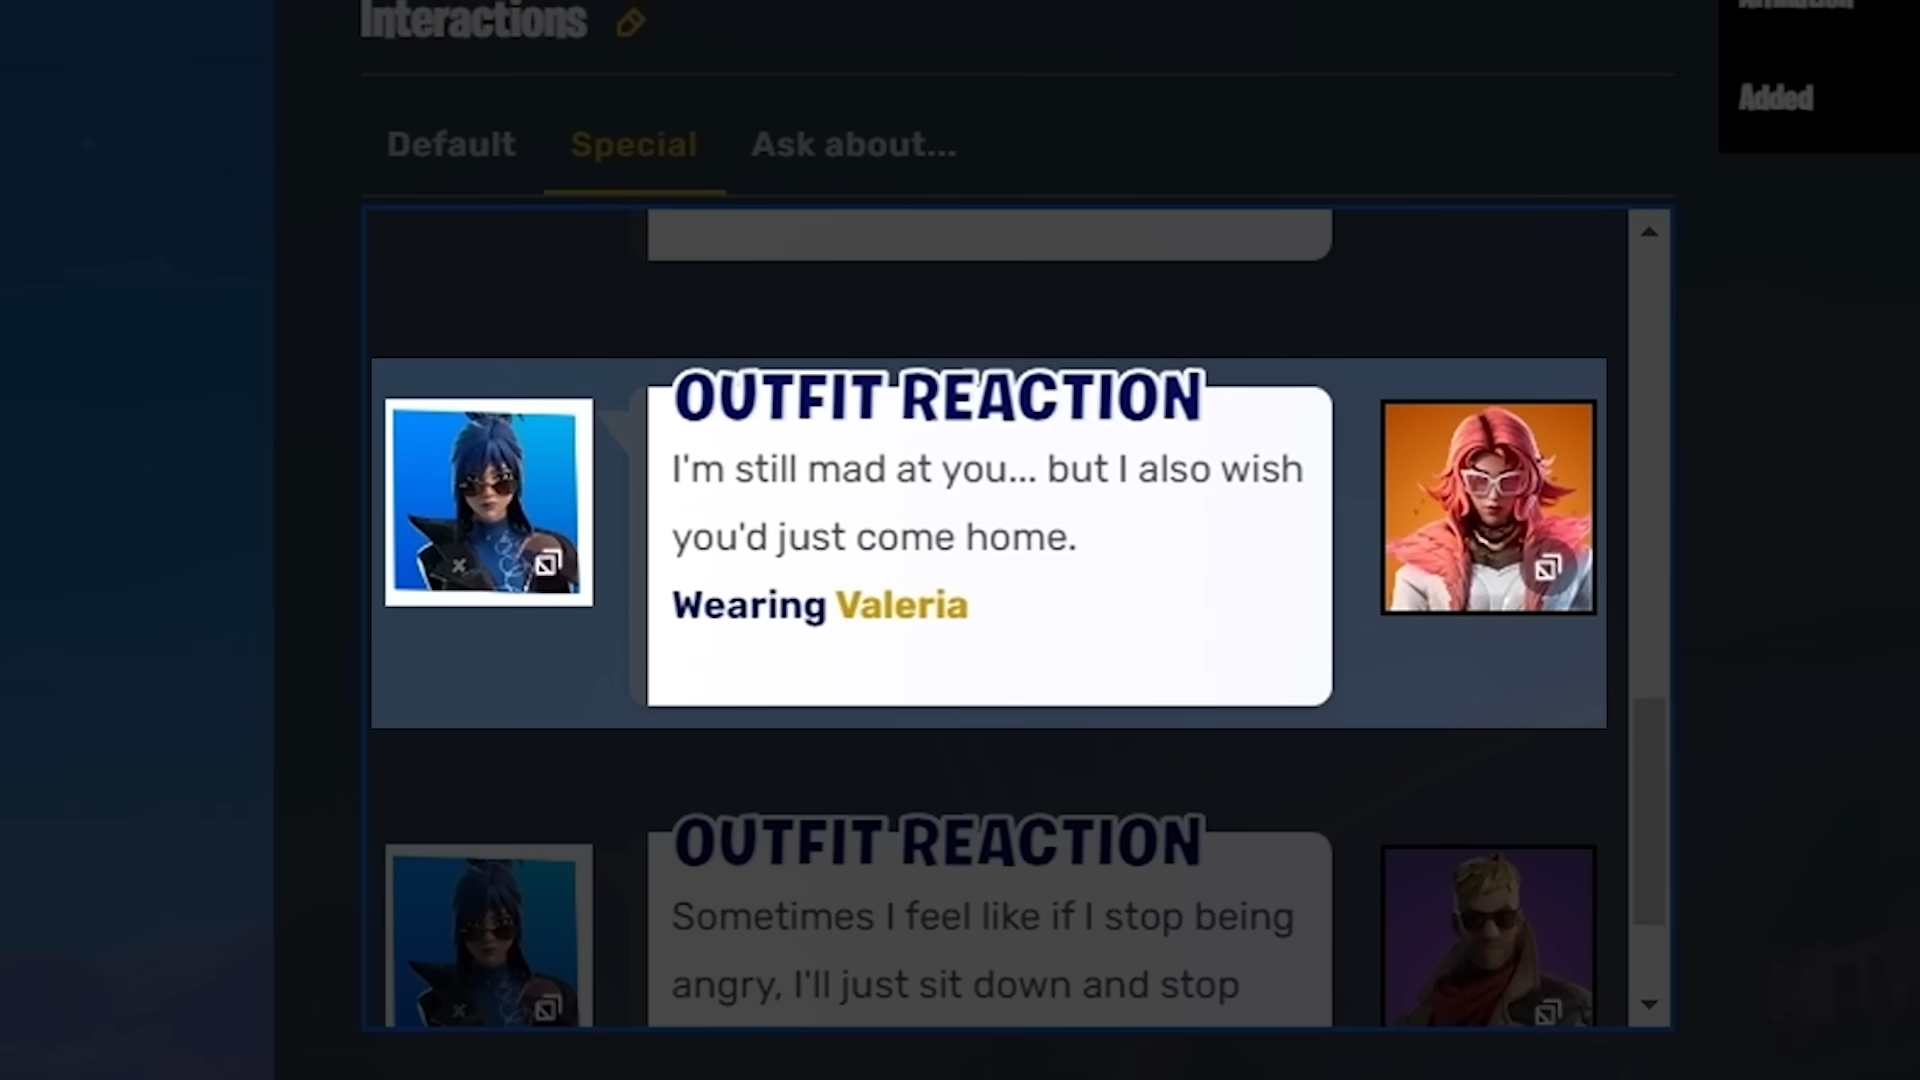 Interactions
Added
Default Special Ask about...
OUTFIT REACTION
I'm still mad at you... but I also wish
you'd just come home.
Wearing Valeria
OUTFIT REACTION
Sometimes I feel like if I stop being
angry, I'll just sit down and stop